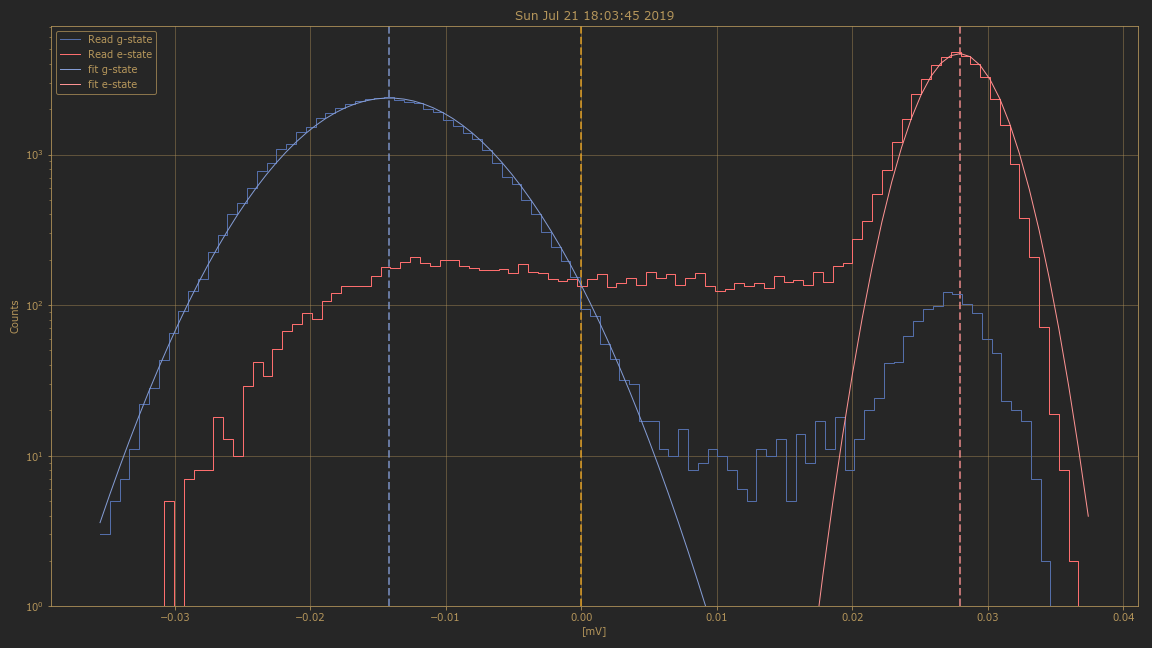 Sun Jul 21 18:03:45 2019
Read g-state
Read e-state
fit g-state
fit e-state
Counts
10³
10²
10¹
10⁰
−0.03
−0.02
−0.01
0.00
0.01
0.02
0.03
0.04
[mV]